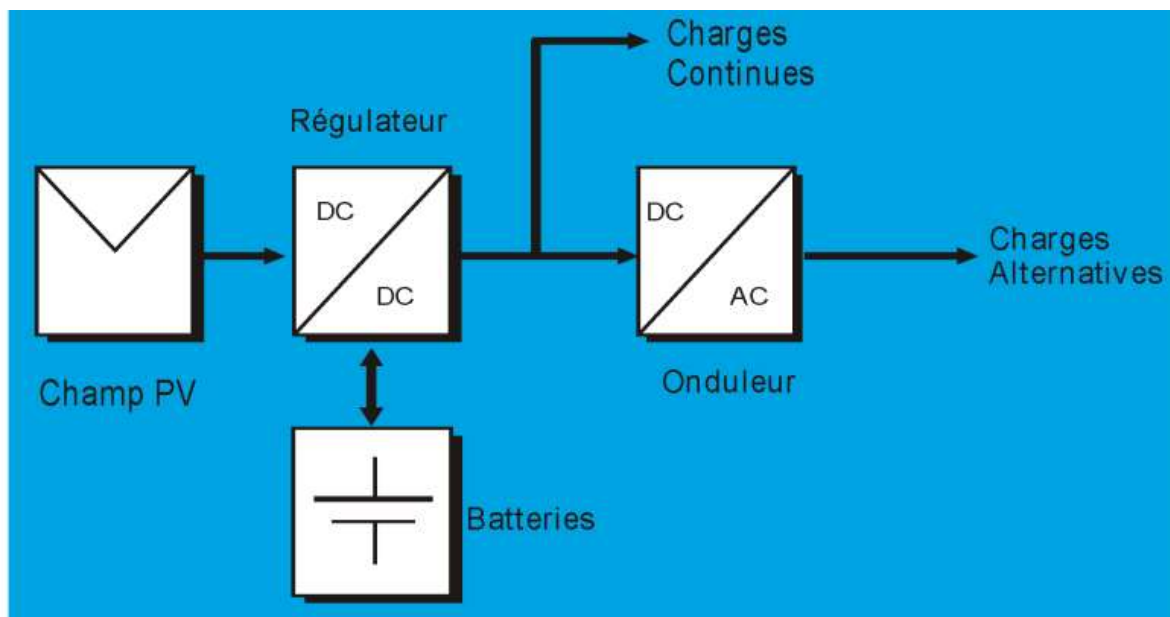 Charges
Continues
Régulateur
DC
DC
DC
AC
Charges
Alternatives
Champ PV
Onduleur
Batteries